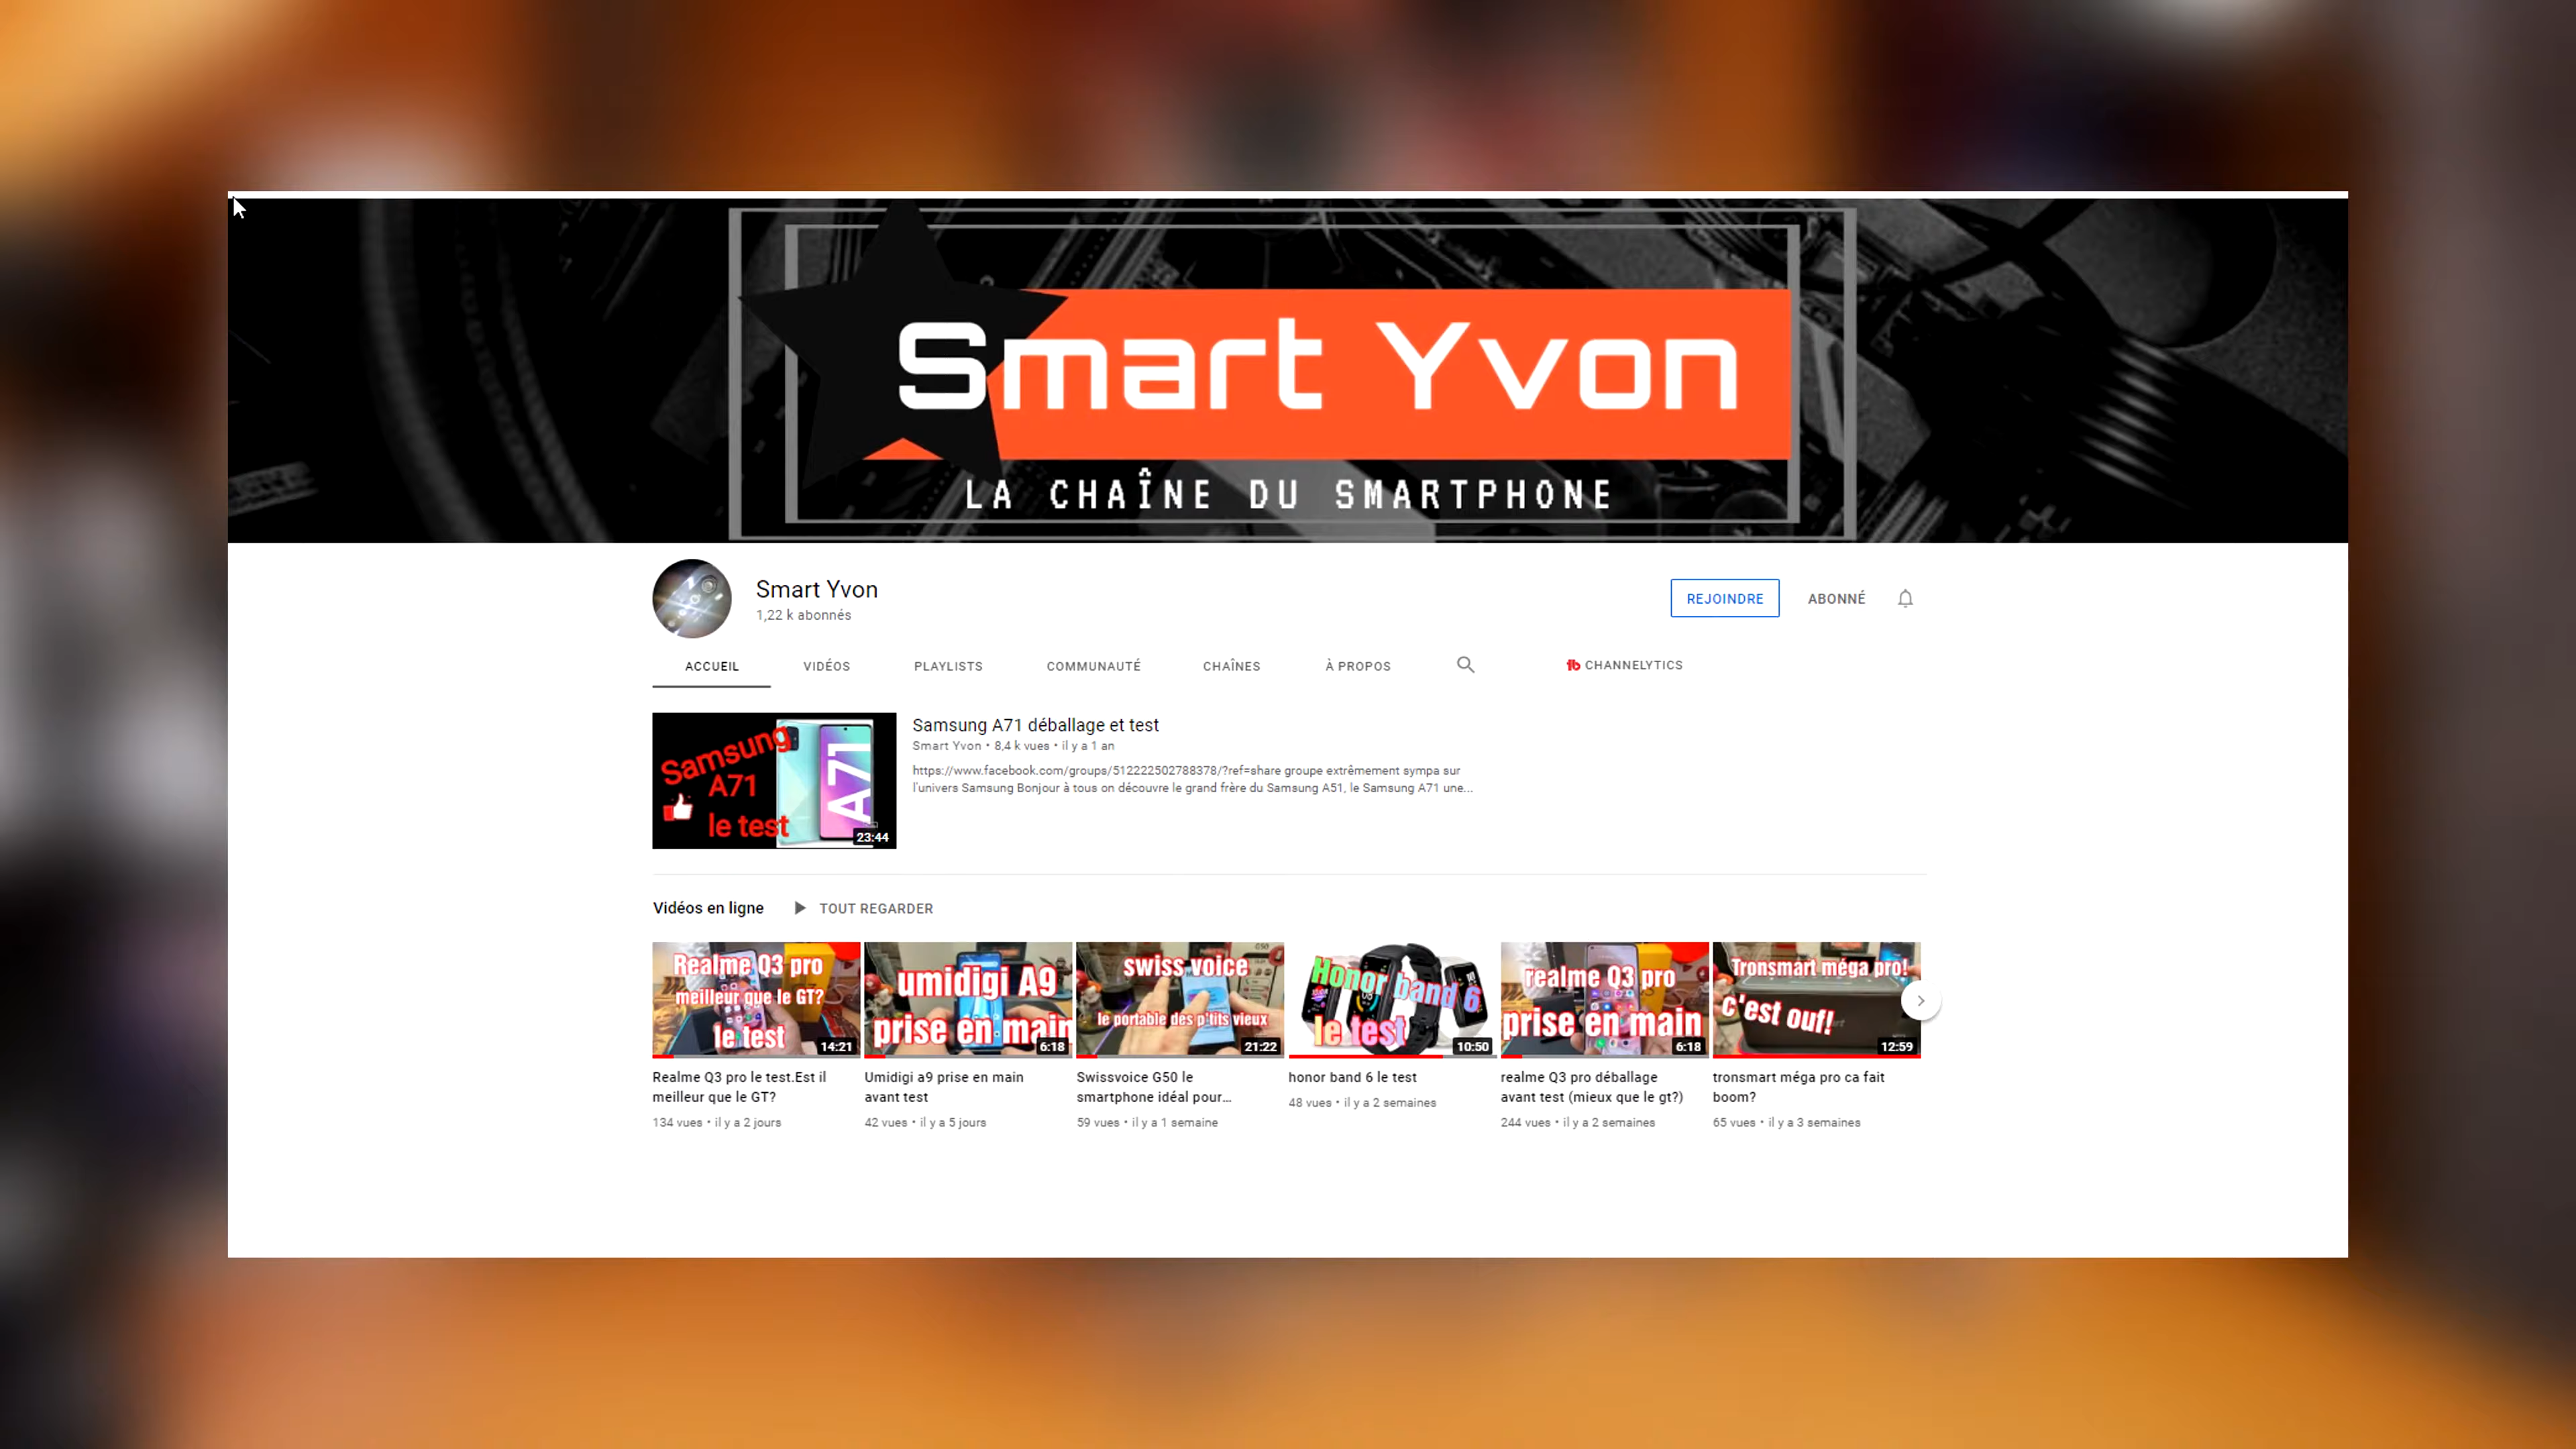 Smart Yvon
LA CHAÎNE DU SMARTPHONE
Smart Yvon
1,22 k abonnés
REJOINDRE
ABONNÉ
ACCUEIL
VIDÉOS
PLAYLISTS
COMMUNAUTÉ
CHAÎNES
À PROPOS
CHANNELYTICS
Samsung
A71
le test
A71
23:44
Samsung A71 déballage et test
Smart Yvon • 8,4 k vues • il y a 1 an
https://www.facebook.com/groups/512222502788378/?ref=share groupe extrêmement sympa sur
l'univers Samsung Bonjour à tous on découvre le grand frère du Samsung A51, le Samsung A71 une...
Vidéos en ligne
TOUT REGARDER
Realme Q3 pro
meilleur que le GT?
le test
14:21
Realme Q3 pro le test.Est il
meilleur que le GT?
134 vues • il y a 2 jours
umidigi A9
prise en main
6:18
Umidigi a9 prise en main
avant test
42 vues • il y a 5 jours
G50
swiss voice
le portable des p'tits vieux
21:22
Swissvoice G50 le
smartphone idéal pour...
59 vues • il y a 1 semaine
Honor band 6
le test
10:50
honor band 6 le test
48 vues • il y a 2 semaines
realme Q3 pro
prise en main
6:18
realme Q3 pro déballage
avant test (mieux que le gt?)
244 vues • il y a 2 semaines
Tronsmart méga pro!
c'est ouf!
12:59
tronsmart méga pro ca fait
boom?
65 vues • il y a 3 semaines